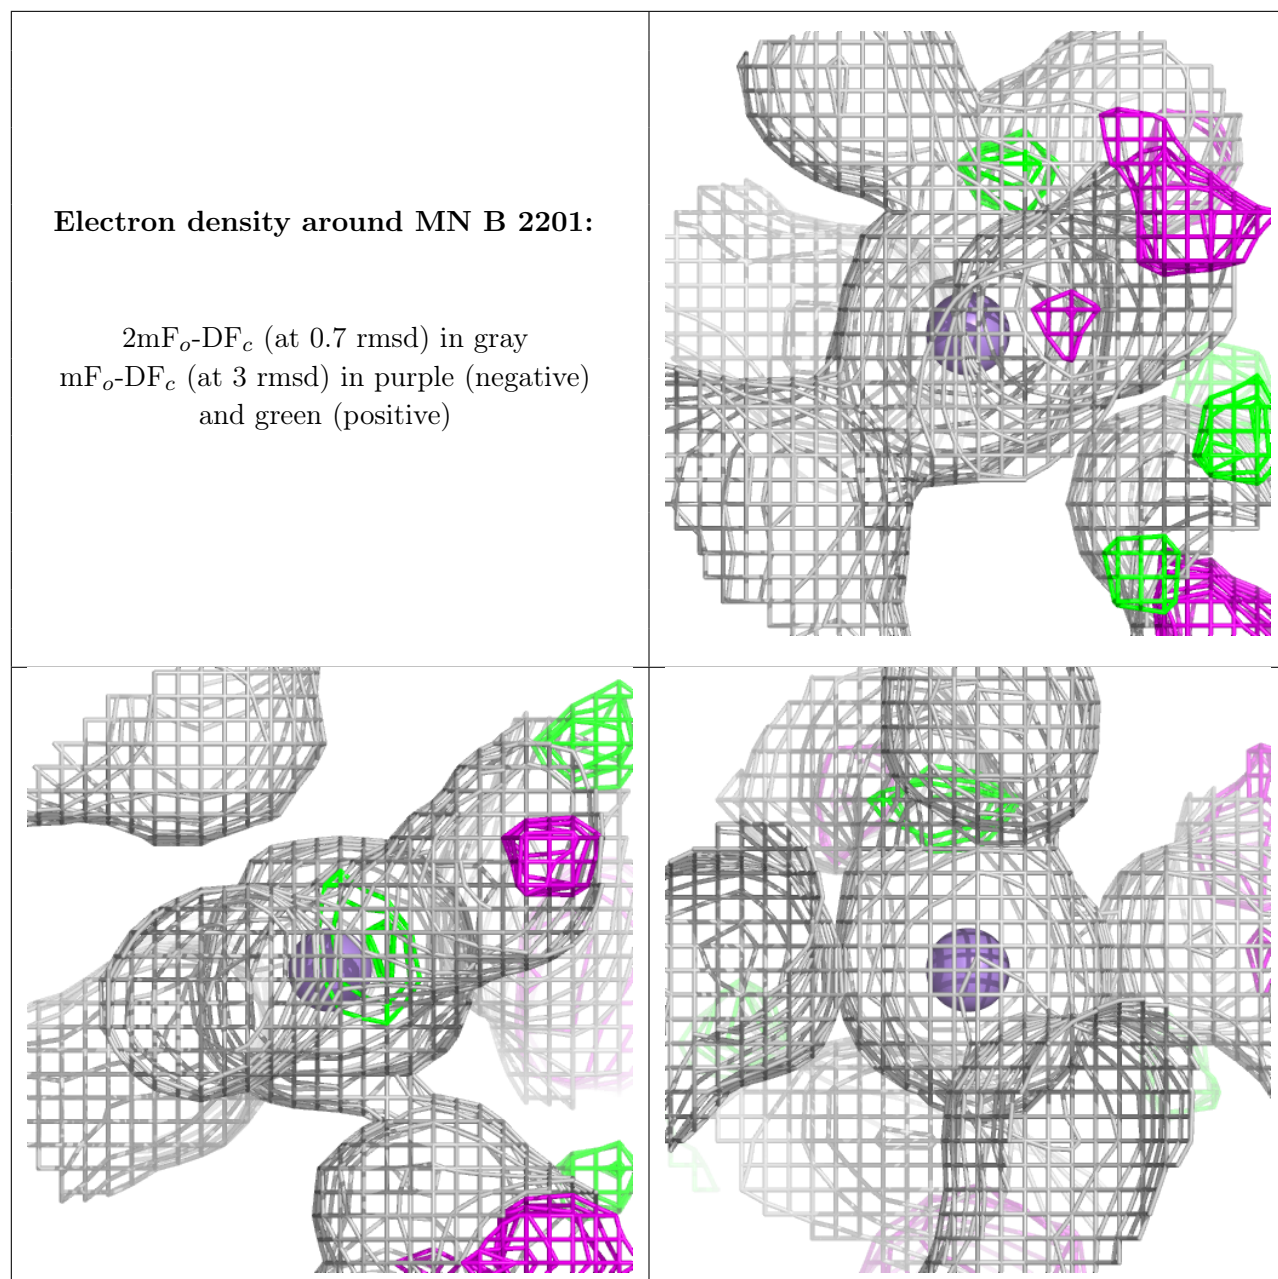 Electron density around MN B 2201:
2mFo-DFc (at 0.7 rmsd) in gray
mFo-DFc (at 3 rmsd) in purple (negative)
and green (positive)